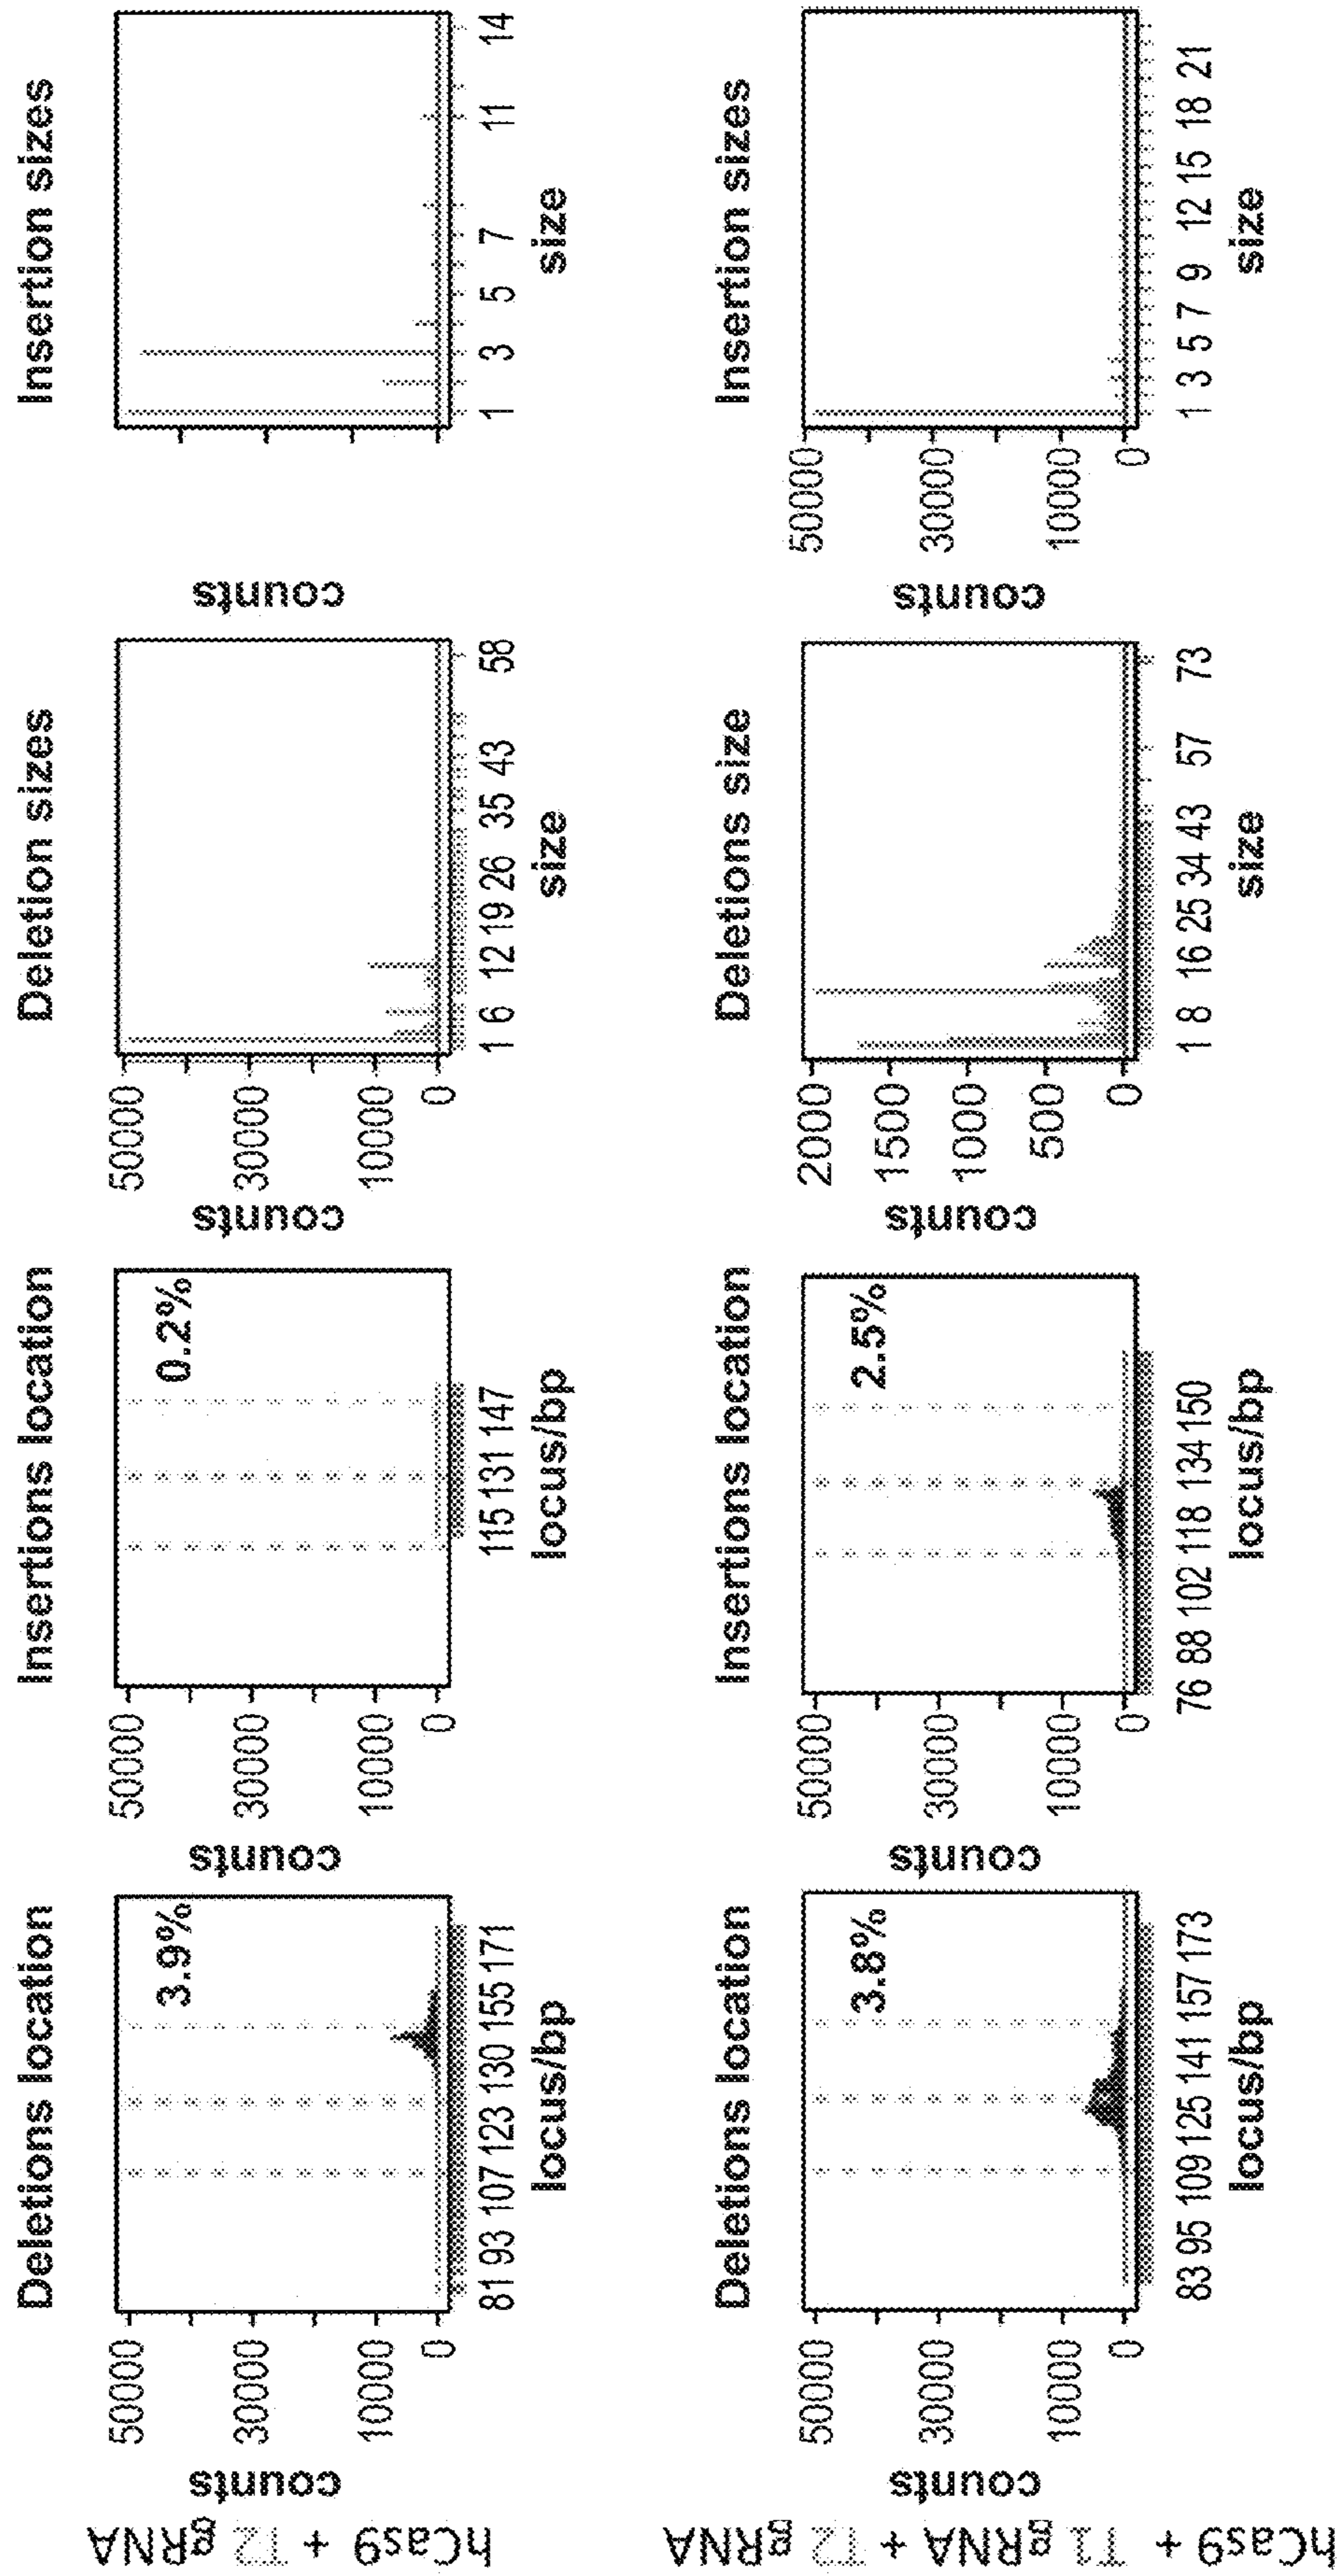 hCas9 + T2 gRNA
Deletions location
counts
50000
30000
10000
0
3.9%
81 93 107 123 130 155 171
locus/bp
Insertions location
counts
50000
30000
10000
0
0.2%
115 131 147
locus/bp
Deletion sizes
counts
50000
30000
10000
0
1 6 12 19 26 35 43 58
size
Insertion sizes
counts
1 3 5 7 11 14
size
hCas9 + T1 gRNA + T2 gRNA
Deletions location
counts
50000
30000
10000
0
3.8%
83 95 109 125 141 157 173
locus/bp
Insertions location
counts
50000
30000
10000
0
2.5%
76 88 102 118 134 150
locus/bp
Deletions size
counts
2000
1500
1000
500
0
1 8 16 25 34 43 57 73
size
Insertion sizes
counts
50000
30000
10000
0
1 3 5 7 9 12 15 18 21
size